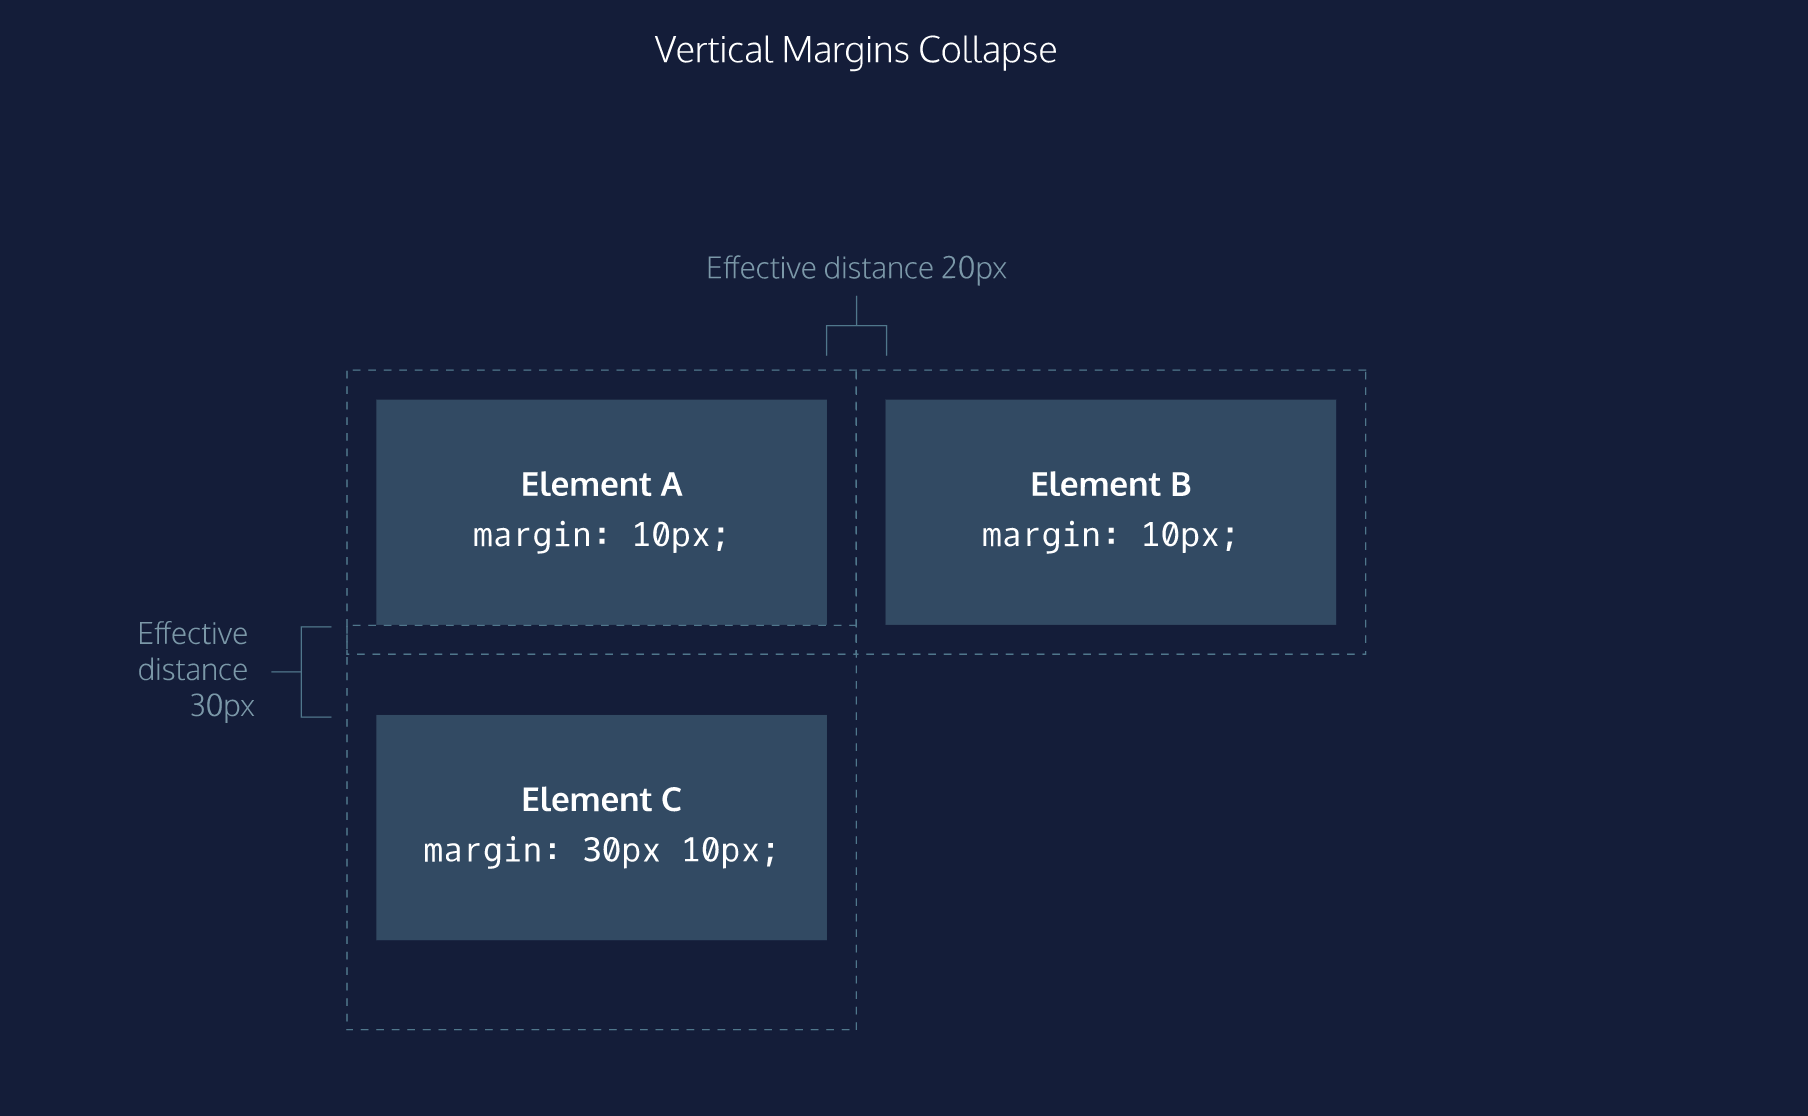 Vertical Margins Collapse
Effective distance 20px
Element A
margin: 10px;
Element B
margin: 10px;
Effective
distance
30px
Element C
margin: 30px 10px;